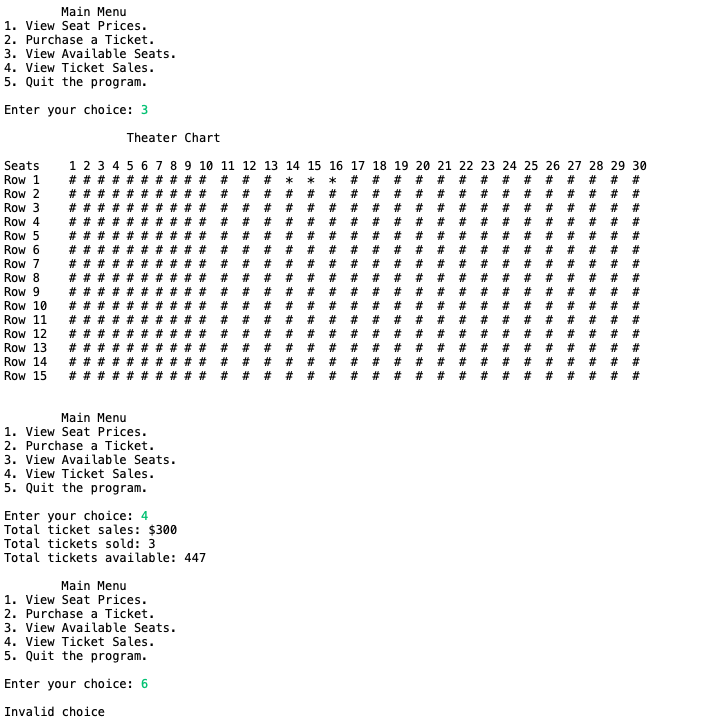 Main Menu
1. View Seat Prices.
2. Purchase a Ticket.
3. View Available Seats.
4. View Ticket Sales.
5. Quit the program.

Enter your choice: 3

                 Theater Chart

Seats    1 2 3 4 5 6 7 8 9 10 11 12 13 14 15 16 17 18 19 20 21 22 23 24 25 26 27 28 29 30
Row 1    # # # # # # # # # #  #  #  #  *  *  *  #  #  #  #  #  #  #  #  #  #  #  #  #  #
Row 2    # # # # # # # # # #  #  #  #  #  #  #  #  #  #  #  #  #  #  #  #  #  #  #  #  #
Row 3    # # # # # # # # # #  #  #  #  #  #  #  #  #  #  #  #  #  #  #  #  #  #  #  #  #
Row 4    # # # # # # # # # #  #  #  #  #  #  #  #  #  #  #  #  #  #  #  #  #  #  #  #  #
Row 5    # # # # # # # # # #  #  #  #  #  #  #  #  #  #  #  #  #  #  #  #  #  #  #  #  #
Row 6    # # # # # # # # # #  #  #  #  #  #  #  #  #  #  #  #  #  #  #  #  #  #  #  #  #
Row 7    # # # # # # # # # #  #  #  #  #  #  #  #  #  #  #  #  #  #  #  #  #  #  #  #  #
Row 8    # # # # # # # # # #  #  #  #  #  #  #  #  #  #  #  #  #  #  #  #  #  #  #  #  #
Row 9    # # # # # # # # # #  #  #  #  #  #  #  #  #  #  #  #  #  #  #  #  #  #  #  #  #
Row 10   # # # # # # # # # #  #  #  #  #  #  #  #  #  #  #  #  #  #  #  #  #  #  #  #  #
Row 11   # # # # # # # # # #  #  #  #  #  #  #  #  #  #  #  #  #  #  #  #  #  #  #  #  #
Row 12   # # # # # # # # # #  #  #  #  #  #  #  #  #  #  #  #  #  #  #  #  #  #  #  #  #
Row 13   # # # # # # # # # #  #  #  #  #  #  #  #  #  #  #  #  #  #  #  #  #  #  #  #  #
Row 14   # # # # # # # # # #  #  #  #  #  #  #  #  #  #  #  #  #  #  #  #  #  #  #  #  #
Row 15   # # # # # # # # # #  #  #  #  #  #  #  #  #  #  #  #  #  #  #  #  #  #  #  #  #

        Main Menu
1. View Seat Prices.
2. Purchase a Ticket.
3. View Available Seats.
4. View Ticket Sales.
5. Quit the program.

Enter your choice: 4
Total ticket sales: $300
Total tickets sold: 3
Total tickets available: 447

        Main Menu
1. View Seat Prices.
2. Purchase a Ticket.
3. View Available Seats.
4. View Ticket Sales.
5. Quit the program.

Enter your choice: 6

Invalid choice